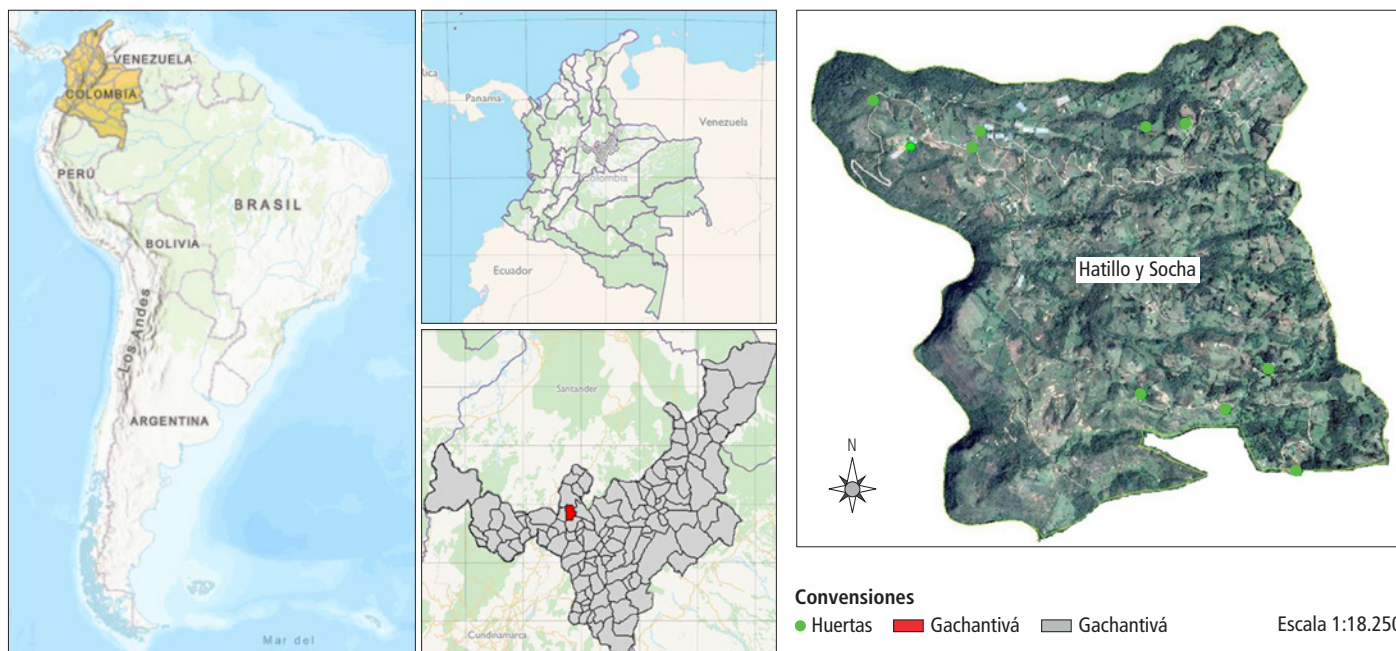 VENEZUELA
COLOMBIA
PERÚ
BRASIL
BOLIVIA
Los Andes
ARGENTINA
Mar del
Panama
Venezuela
Colombia
Ecuador
Santander
Cundinamarca
Hatillo y Socha
N
Convensiones
Huertas Gachantivá Gachantivá Escala 1:18.250